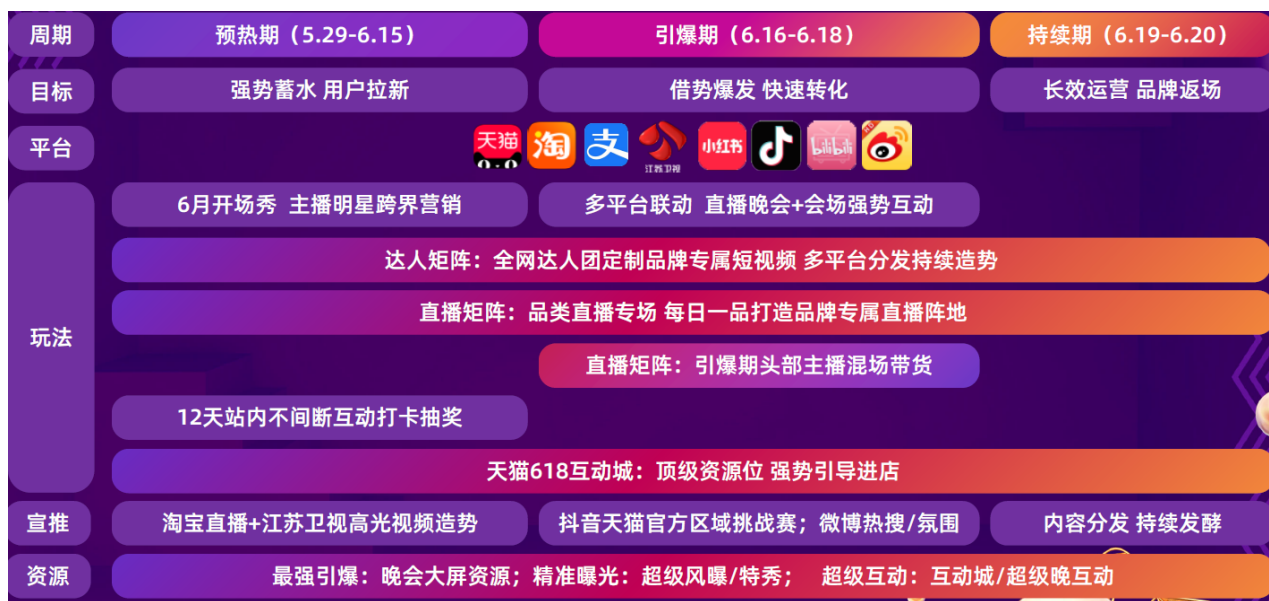 周期
预热期（5.29-6.15）
引爆期（6.16-6.18）
持续期（6.19-6.20）
目标
强势蓄水 用户拉新
借势爆发 快速转化
长效运营 品牌返场
平台
天猫
淘
支
江苏卫视
小红书
bilibili
玩法
6月开场秀 主播明星跨界营销
多平台联动 直播晚会+会场强势互动
达人矩阵：全网达人团定制品牌专属短视频 多平台分发持续造势
直播矩阵：品类直播专场 每日一品打造品牌专属直播阵地
直播矩阵：引爆期头部主播混场带货
12天站内不间断互动打卡抽奖
天猫618互动城：顶级资源位 强势引导进店
宣推
淘宝直播+江苏卫视高光视频造势
抖音天猫官方区域挑战赛；微博热搜/氛围
内容分发 持续发酵
资源
最强引爆：晚会大屏资源；精准曝光：超级风曝/特秀； 超级互动：互动城/超级晚互动